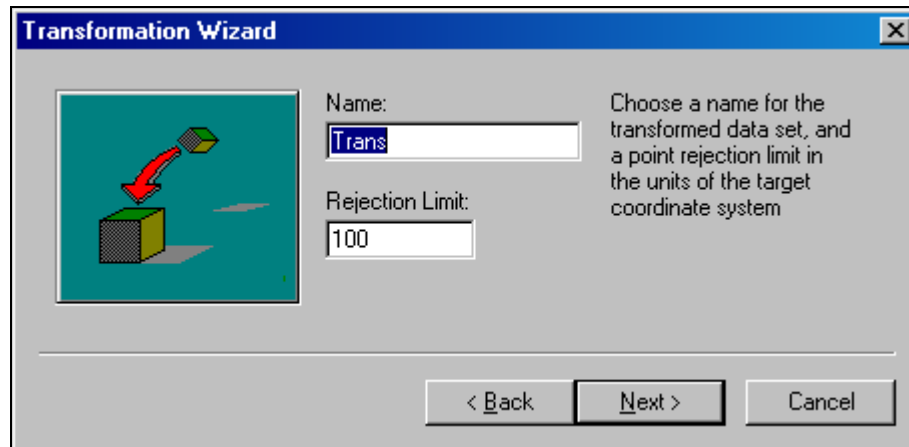 Transformation Wizard
Name:
Trans
Rejection Limit:
100
Choose a name for the
transformed data set, and
a point rejection limit in
the units of the target
coordinate system
< Back
Next >
Cancel